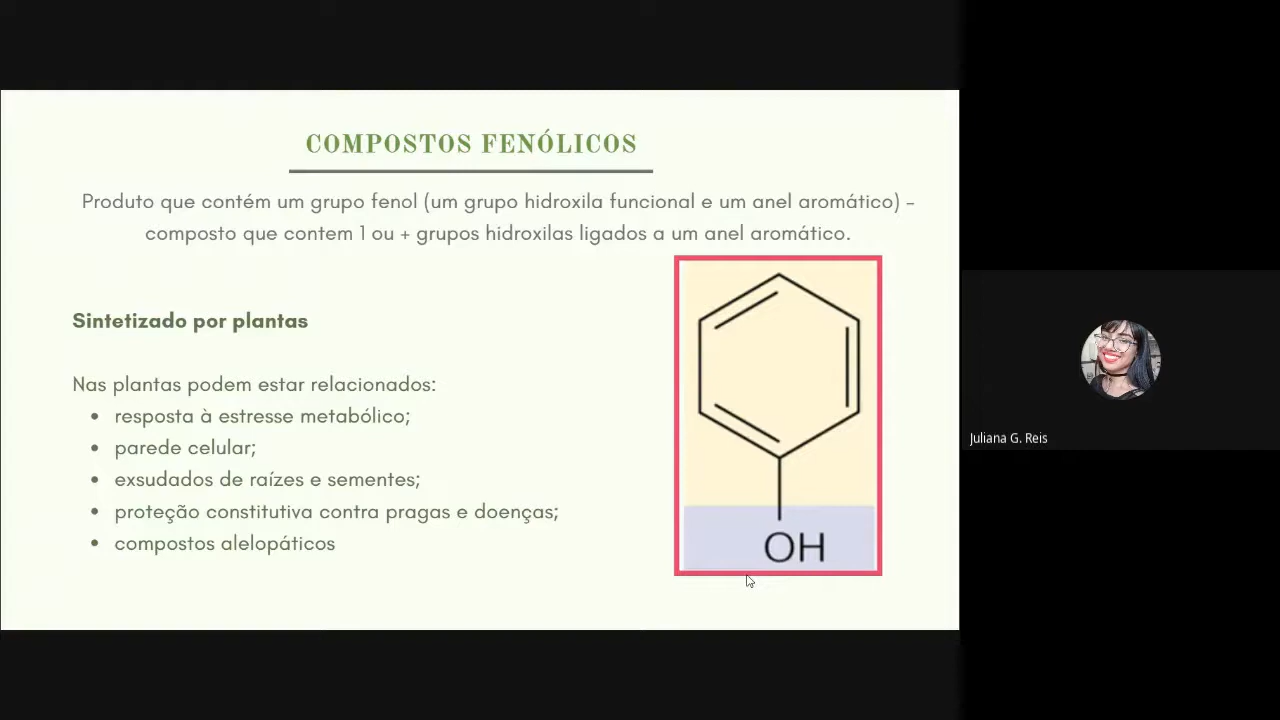 COMPOSTOS FENÓLICOS
Produto que contém um grupo fenol (um grupo hidroxila funcional e um anel aromático) –
composto que contem 1 ou + grupos hidroxilas ligados a um anel aromático.
Sintetizado por plantas
Nas plantas podem estar relacionados:
• resposta à estresse metabólico;
• parede celular;
• exsudados de raízes e sementes;
• proteção constitutiva contra pragas e doenças;
• compostos alelopáticos
OH
Juliana G. Reis